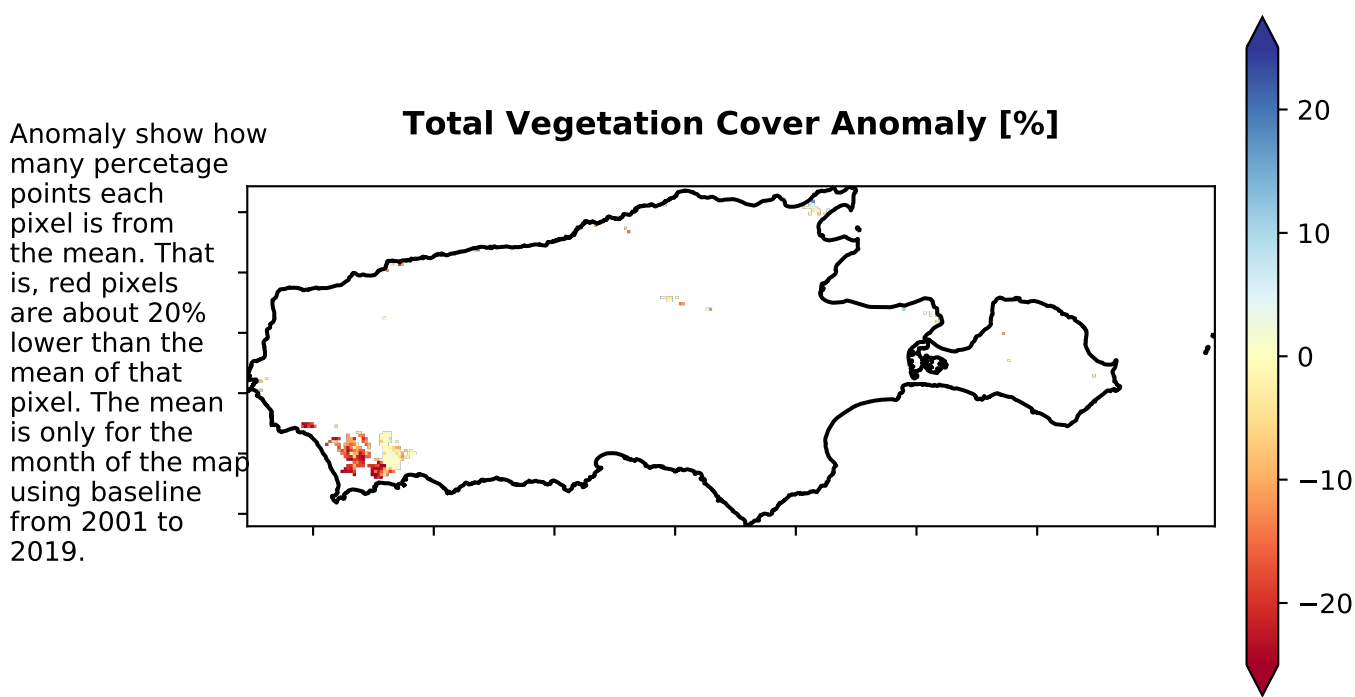 Total Vegetation Cover Anomaly [%]
Anomaly show how
many percetage
points each
pixel is from
the mean. That
is, red pixels
are about 20%
lower than the
mean of that
pixel. The mean
is only for the
month of the map
using baseline
from 2001 to
2019.
20
10
0
−10
−20